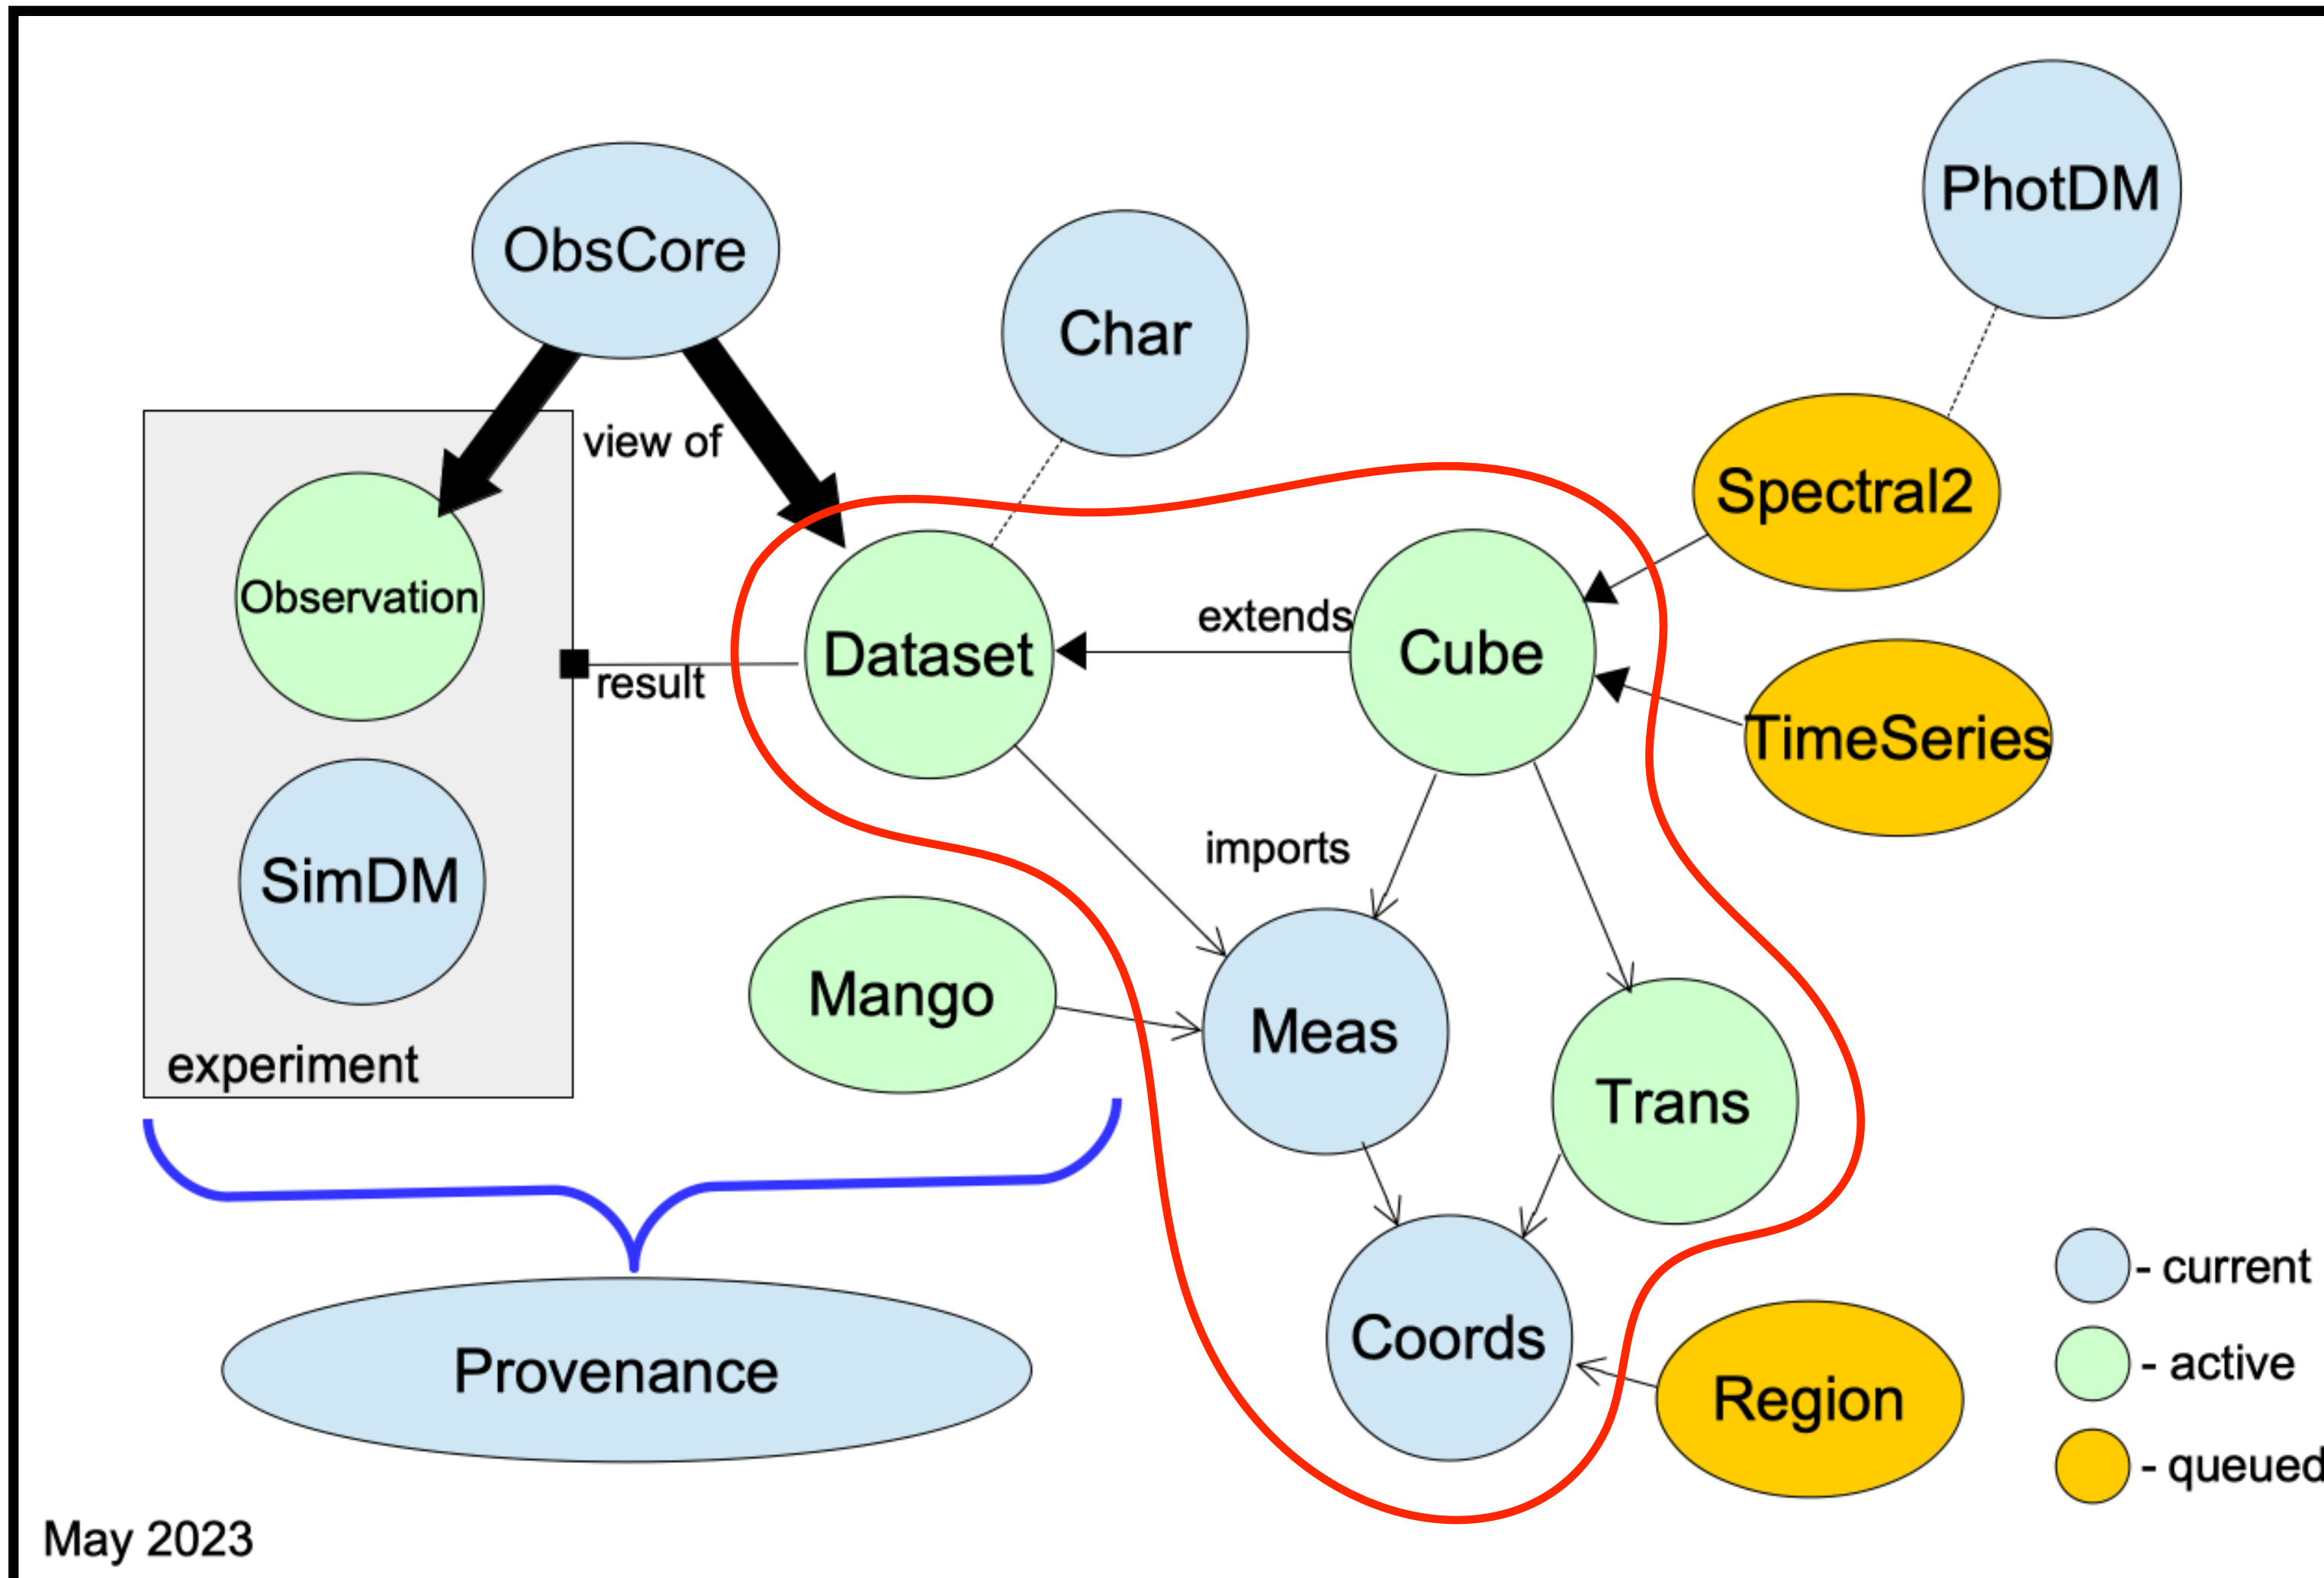 PhotDM
ObsCore
Char
view of
Spectral2
Observation
extends
Dataset
Cube
result
TimeSeries
imports
SimDM
Mango
Meas
experiment
Trans
- current
Coords
- active
Provenance
Region
- queued
May 2023